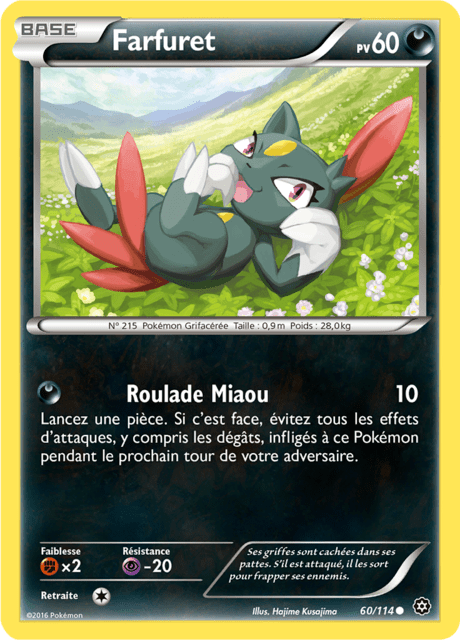 BASE
Farfuret
PV60
N° 215 Pokémon Grifacérée Taille : 0,9 m Poids : 28,0 kg
Roulade Miaou 10
Lancez une pièce. Si c'est face, évitez tous les effets
d'attaques, y compris les dégâts, infligés à ce Pokémon
pendant le prochain tour de votre adversaire.
Faiblesse
×2
Résistance
-20
Retraite
Ses griffes sont cachées dans ses
pattes. S'il est attaqué, il les sort
pour frapper ses ennemis.
©2016 Pokémon
Illus. Hajime Kusajima
60/114